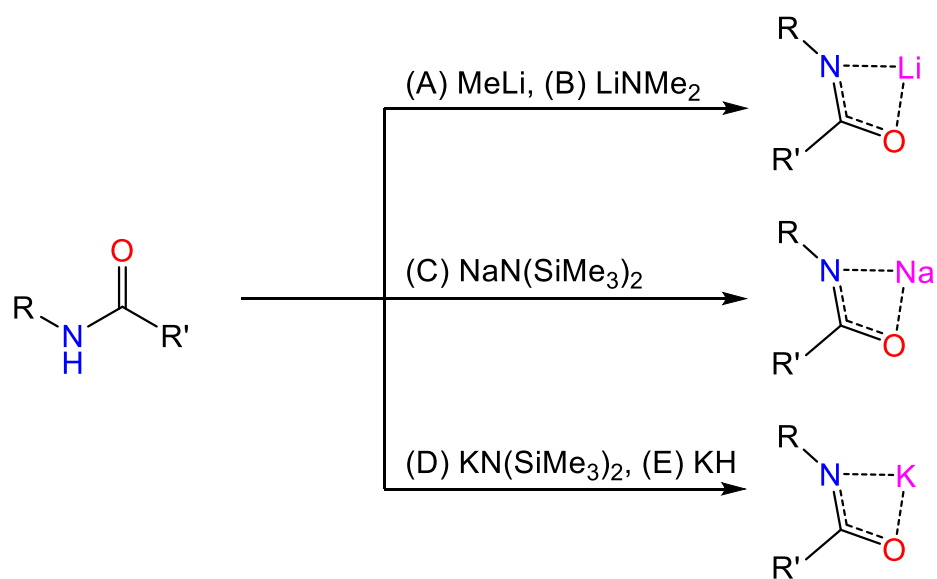 (A) MeLi, (B) LiNMe₂
R
N
Li
R'
O
O
R
N
H
R'
(C) NaN(SiMe₃)₂
R
N
Na
R'
O
(D) KN(SiMe₃)₂, (E) KH
R
N
K
R'
O